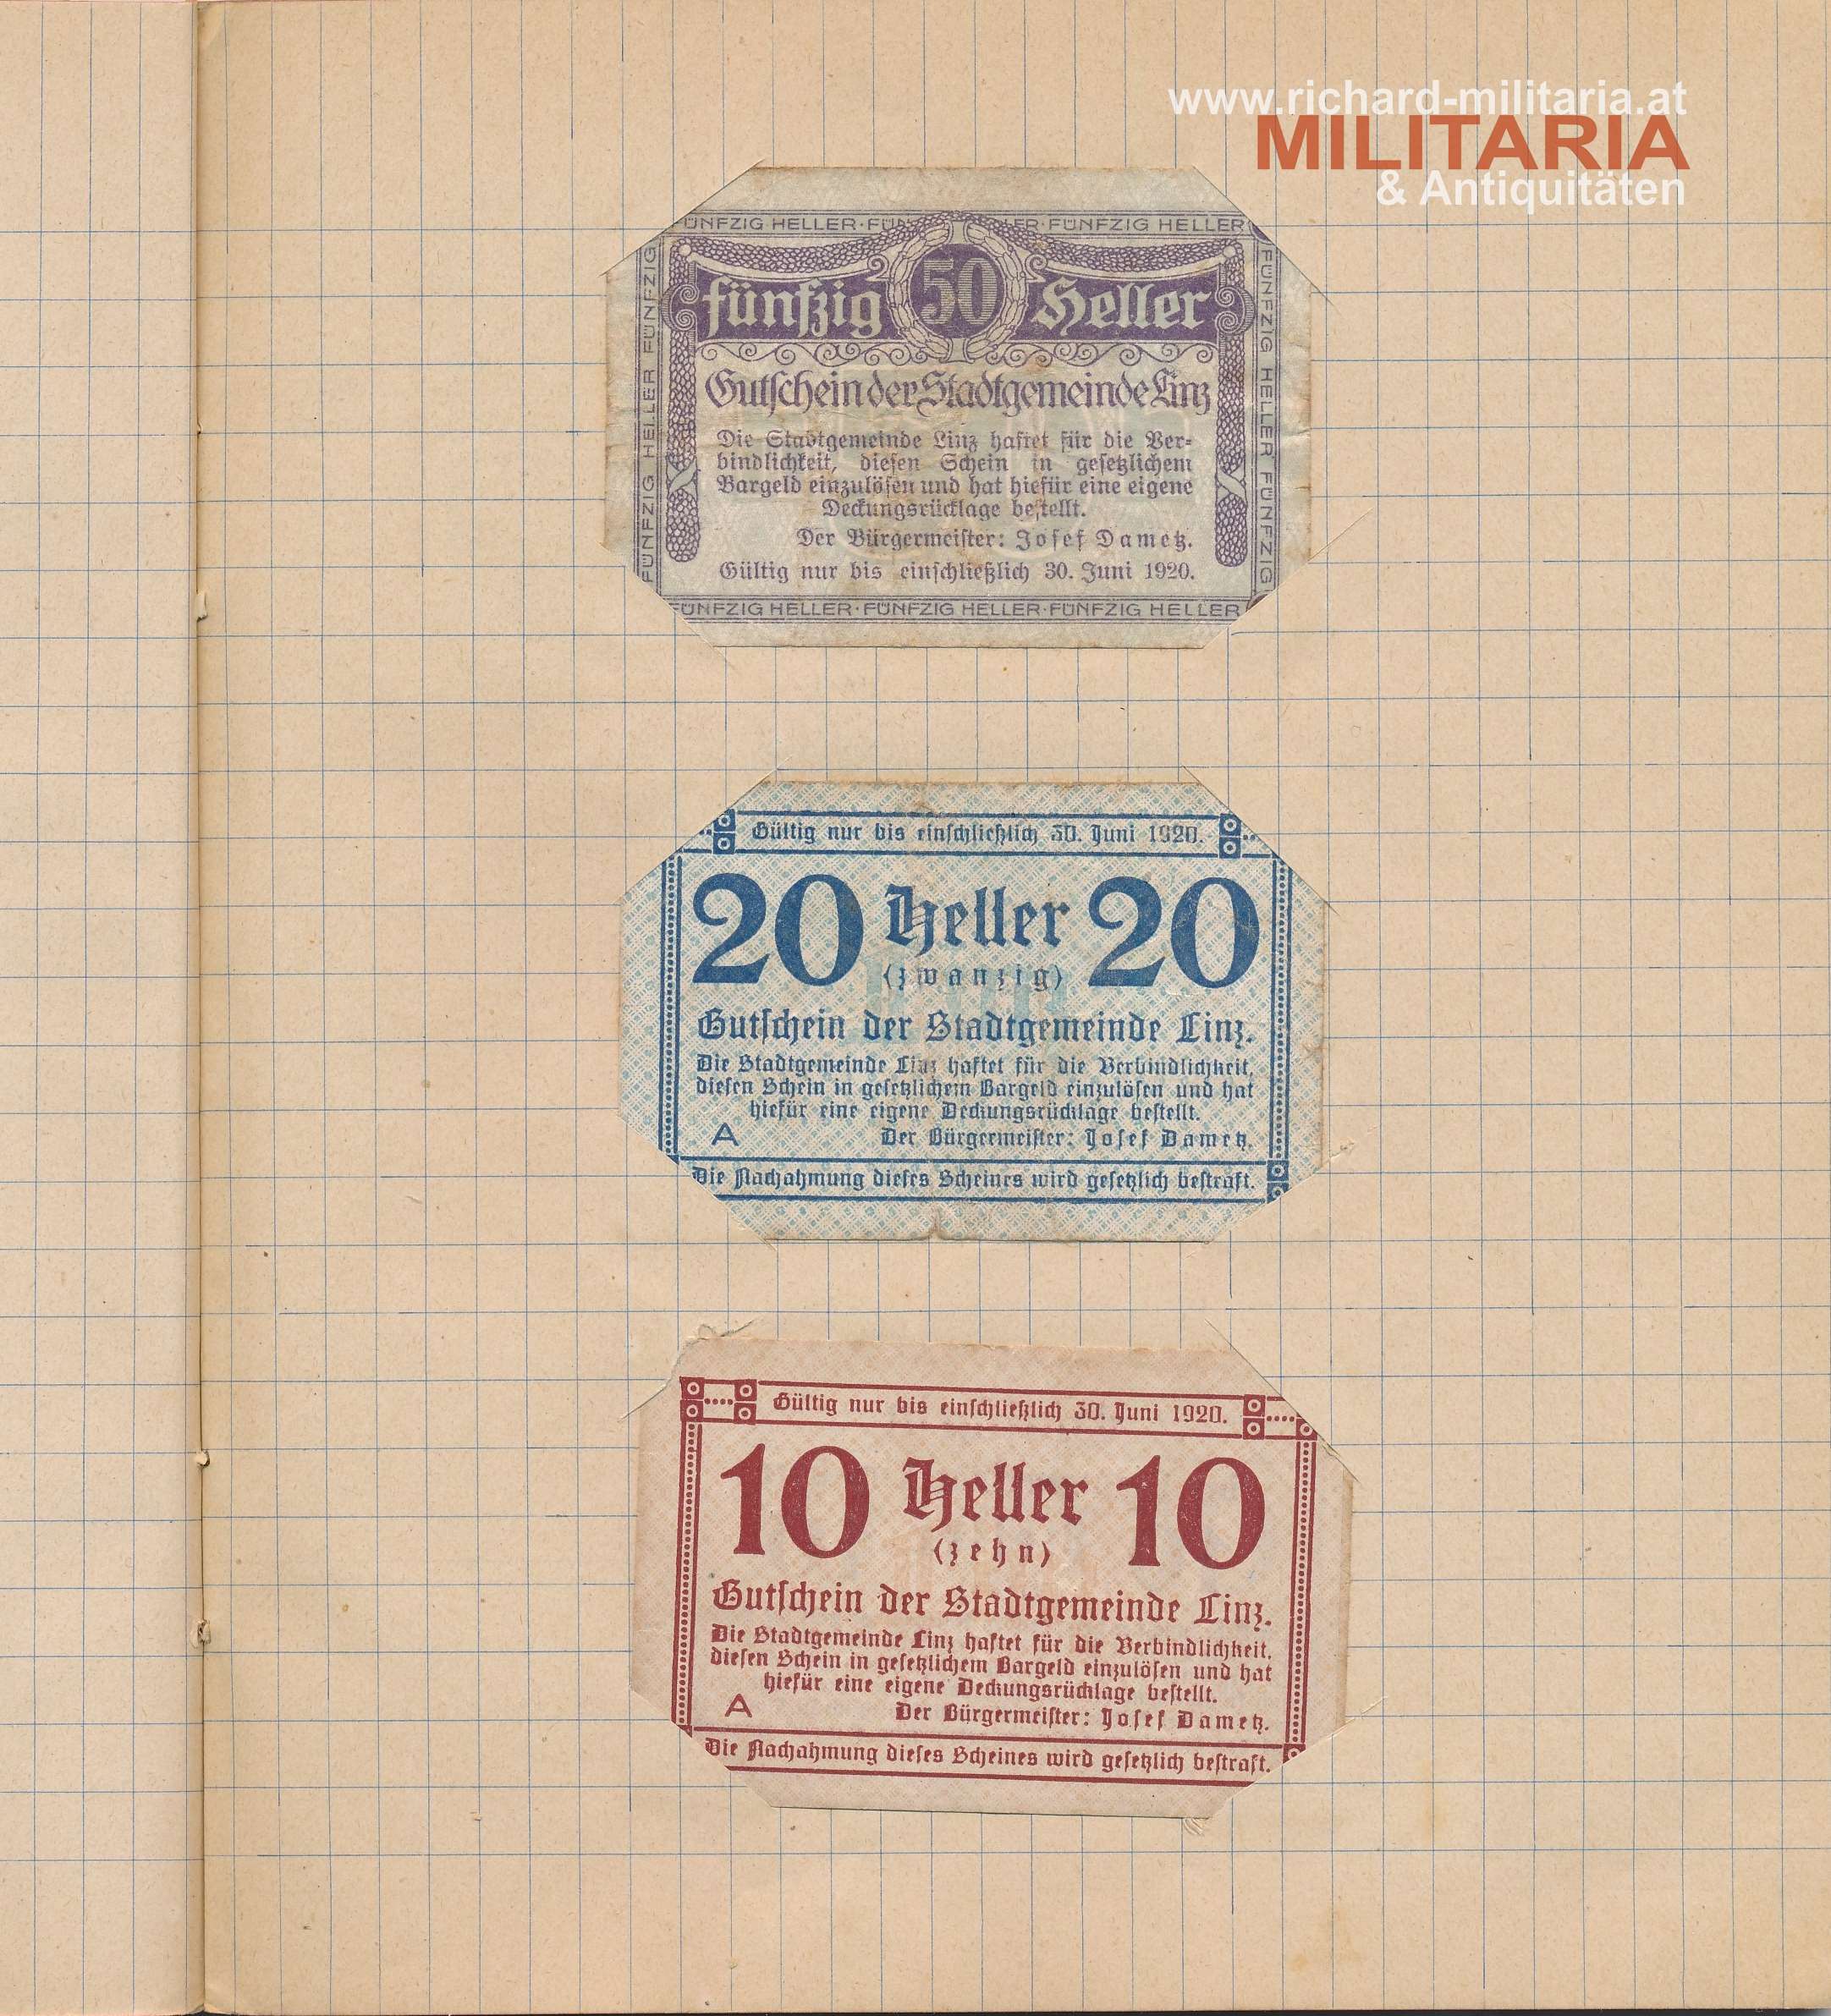 www.richard-militaria.at
MILITARIA
& Antiquitäten
FÜNFZIG HELLER · FÜNFZIG HELLER
FÜNFZIG HELLER FÜNFZIG
FÜNFZIG HELLER FÜNFZIG
fünfzig 50 Heller
Gutschein der Stadtgemeinde Linz
Die Stadtgemeinde Linz haftet für die Ver-
bindlichkeit, diesen Schein in gesetzlichem
Bargeld einzulösen und hat hiefür eine eigene
Deckungsrücklage bestellt.
Der Bürgermeister: Josef Dametz.
Gültig nur bis einschließlich 30. Juni 1920.
FÜNFZIG HELLER · FÜNFZIG HELLER · FÜNFZIG HELLER
Gültig nur bis einschließlich 30. Juni 1920.
20 Heller 20
(zwanzig)
Gutschein der Stadtgemeinde Linz.
Die Stadtgemeinde Linz haftet für die Verbindlichkeit,
diesen Schein in gesetzlichem Bargeld einzulösen und hat
hiefür eine eigene Deckungsrücklage bestellt.
A Der Bürgermeister: Josef Dametz.
Die Nachahmung dieses Scheines wird gesetzlich bestraft.
Gültig nur bis einschließlich 30. Juni 1920.
10 Heller 10
(zehn)
Gutschein der Stadtgemeinde Linz.
Die Stadtgemeinde Linz haftet für die Verbindlichkeit,
diesen Schein in gesetzlichem Bargeld einzulösen und hat
hiefür eine eigene Deckungsrücklage bestellt.
A Der Bürgermeister: Josef Dametz.
Die Nachahmung dieses Scheines wird gesetzlich bestraft.